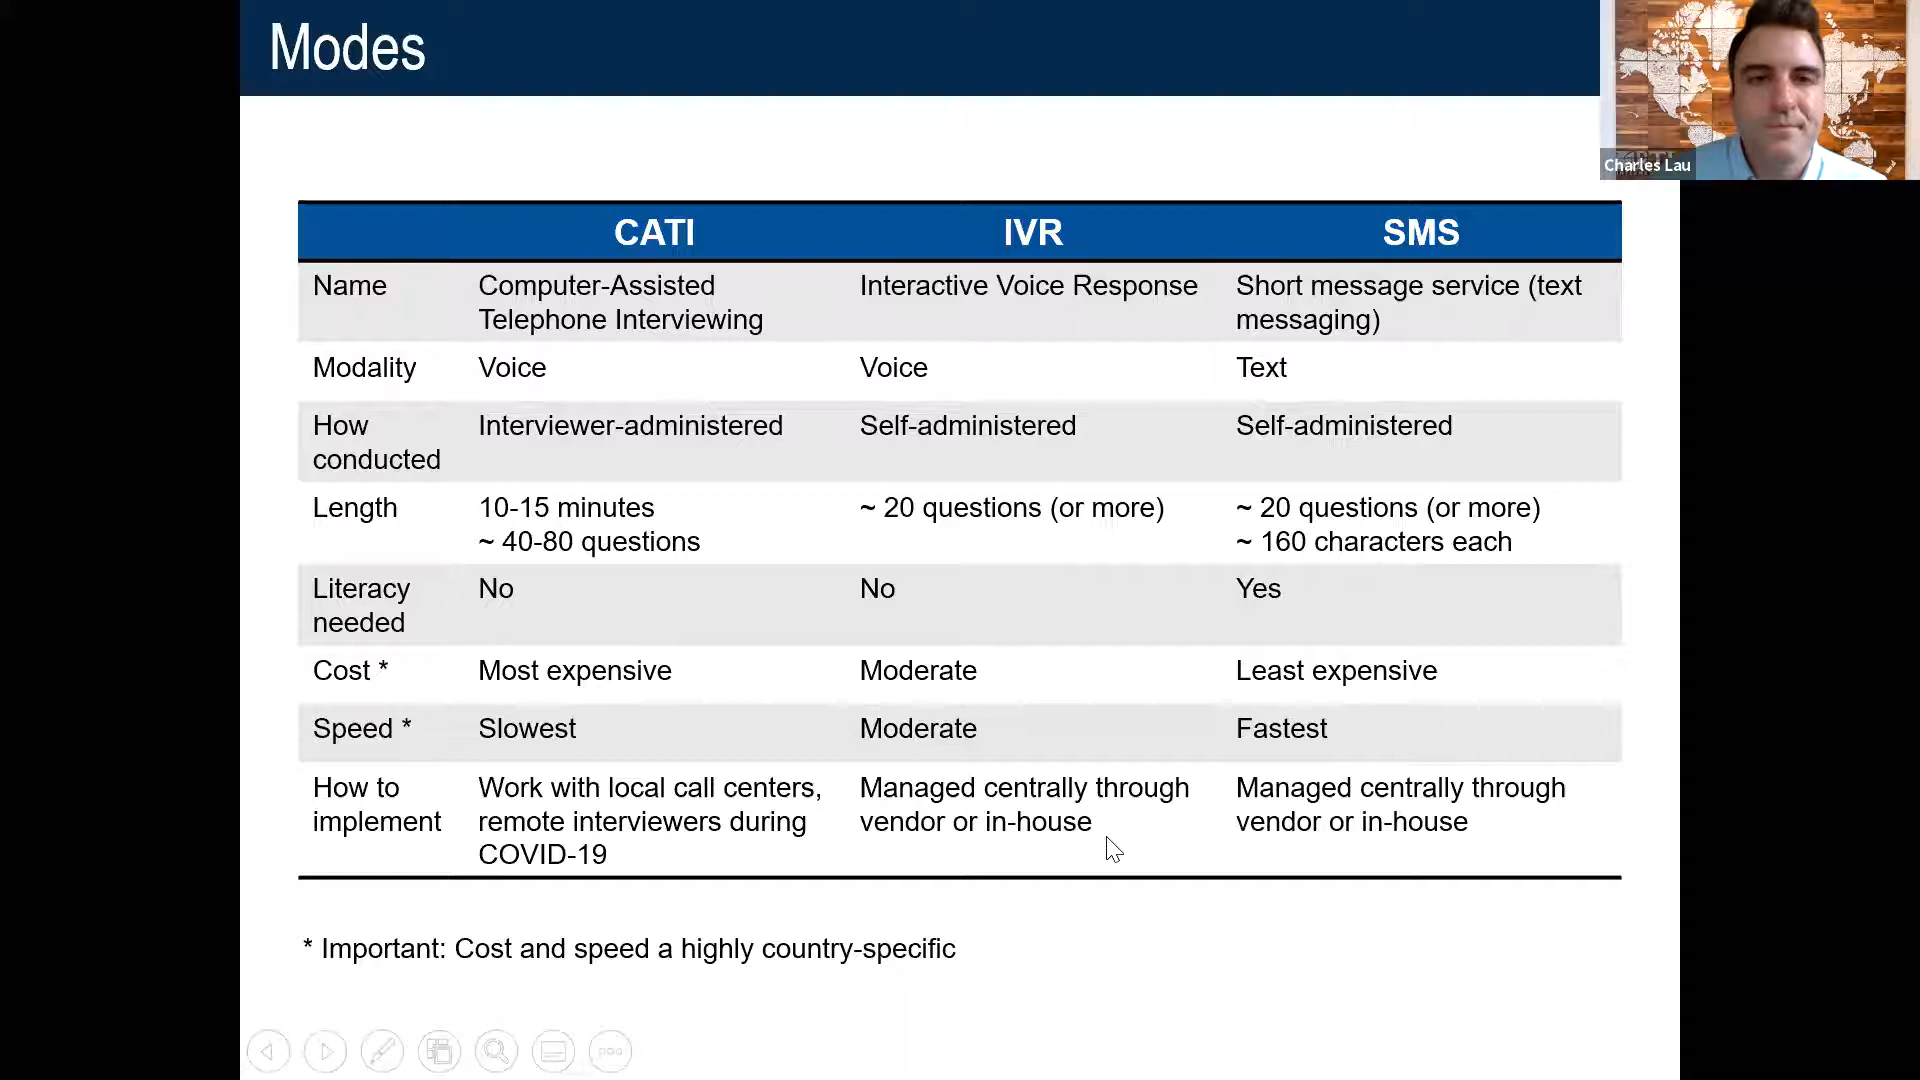 Modes
Charles Lau
CATI IVR SMS
Name Computer-Assisted Interactive Voice Response Short message service (text
Telephone Interviewing messaging)
Modality Voice Voice Text
How Interviewer-administered Self-administered Self-administered
conducted
Length 10-15 minutes ~ 20 questions (or more) ~ 20 questions (or more)
~ 40-80 questions ~ 160 characters each
Literacy No No Yes
needed
Cost * Most expensive Moderate Least expensive
Speed * Slowest Moderate Fastest
How to Work with local call centers, Managed centrally through Managed centrally through
implement remote interviewers during vendor or in-house vendor or in-house
COVID-19
* Important: Cost and speed a highly country-specific